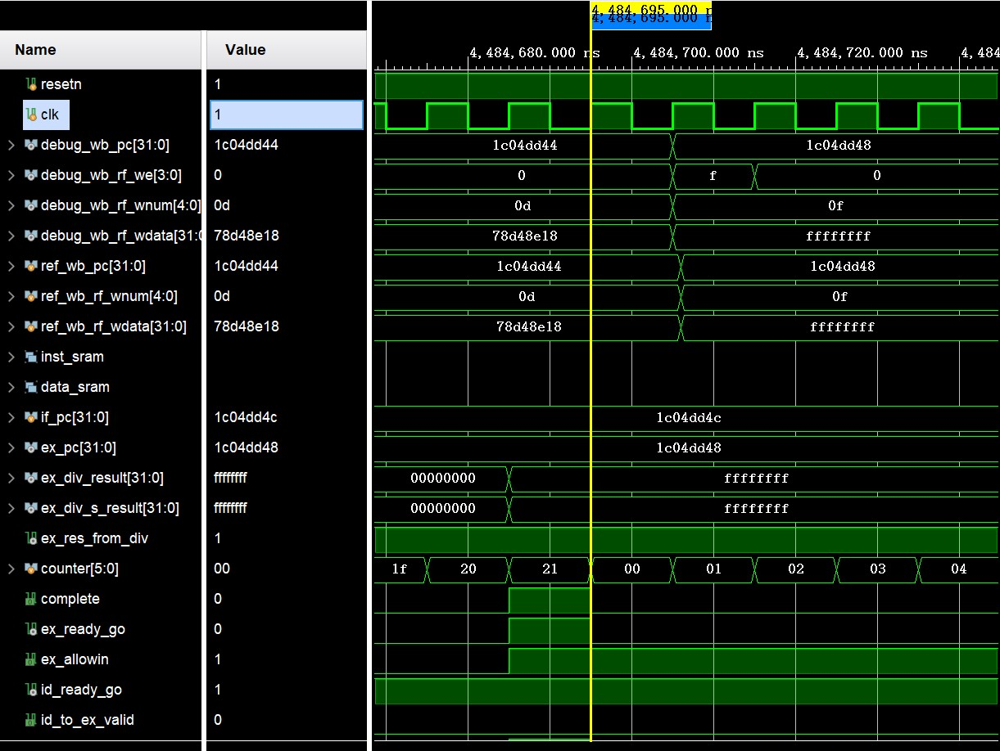 4,484,695.000 n
4,484,695.000 n
Name Value
4,484,680.000 ns 4,484,700.000 ns 4,484,720.000 ns 4,484
resetn 1
clk 1
debug_wb_pc[31:0] 1c04dd44 1c04dd44 1c04dd48
debug_wb_rf_we[3:0] 0 0 f 0
debug_wb_rf_wnum[4:0] 0d 0d 0f
debug_wb_rf_wdata[31:0 78d48e18 78d48e18 ffffffff
ref_wb_pc[31:0] 1c04dd44 1c04dd44 1c04dd48
ref_wb_rf_wnum[4:0] 0d 0d 0f
ref_wb_rf_wdata[31:0] 78d48e18 78d48e18 ffffffff
inst_sram
data_sram
if_pc[31:0] 1c04dd4c 1c04dd4c
ex_pc[31:0] 1c04dd48 1c04dd48
ex_div_result[31:0] ffffffff 00000000 ffffffff
ex_div_s_result[31:0] ffffffff 00000000 ffffffff
ex_res_from_div 1
counter[5:0] 00 1f 20 21 00 01 02 03 04
complete 0
ex_ready_go 0
ex_allowin 1
id_ready_go 1
id_to_ex_valid 0